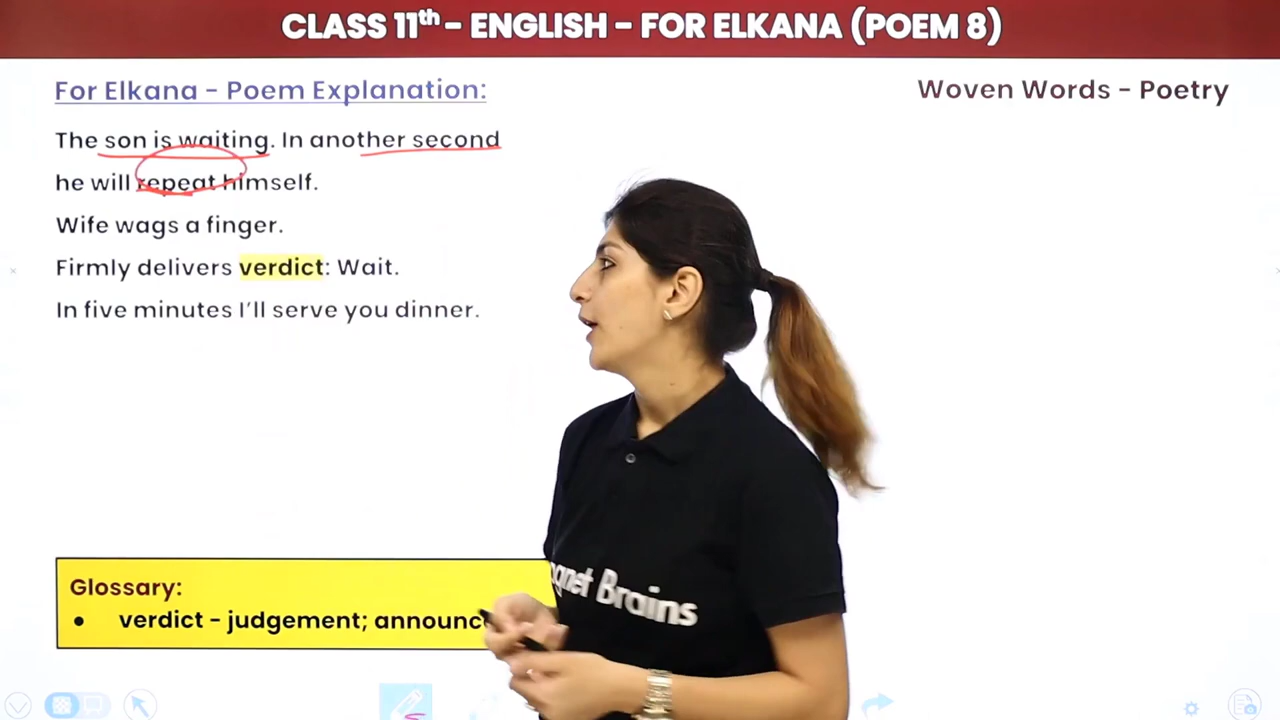 CLASS 11th – ENGLISH – FOR ELKANA (POEM 8)
For Elkana – Poem Explanation:
Woven Words – Poetry
The son is waiting. In another second
he will repeat himself.
Wife wags a finger.
Firmly delivers verdict: Wait.
In five minutes I'll serve you dinner.
Glossary:
• verdict – judgement;
Brains